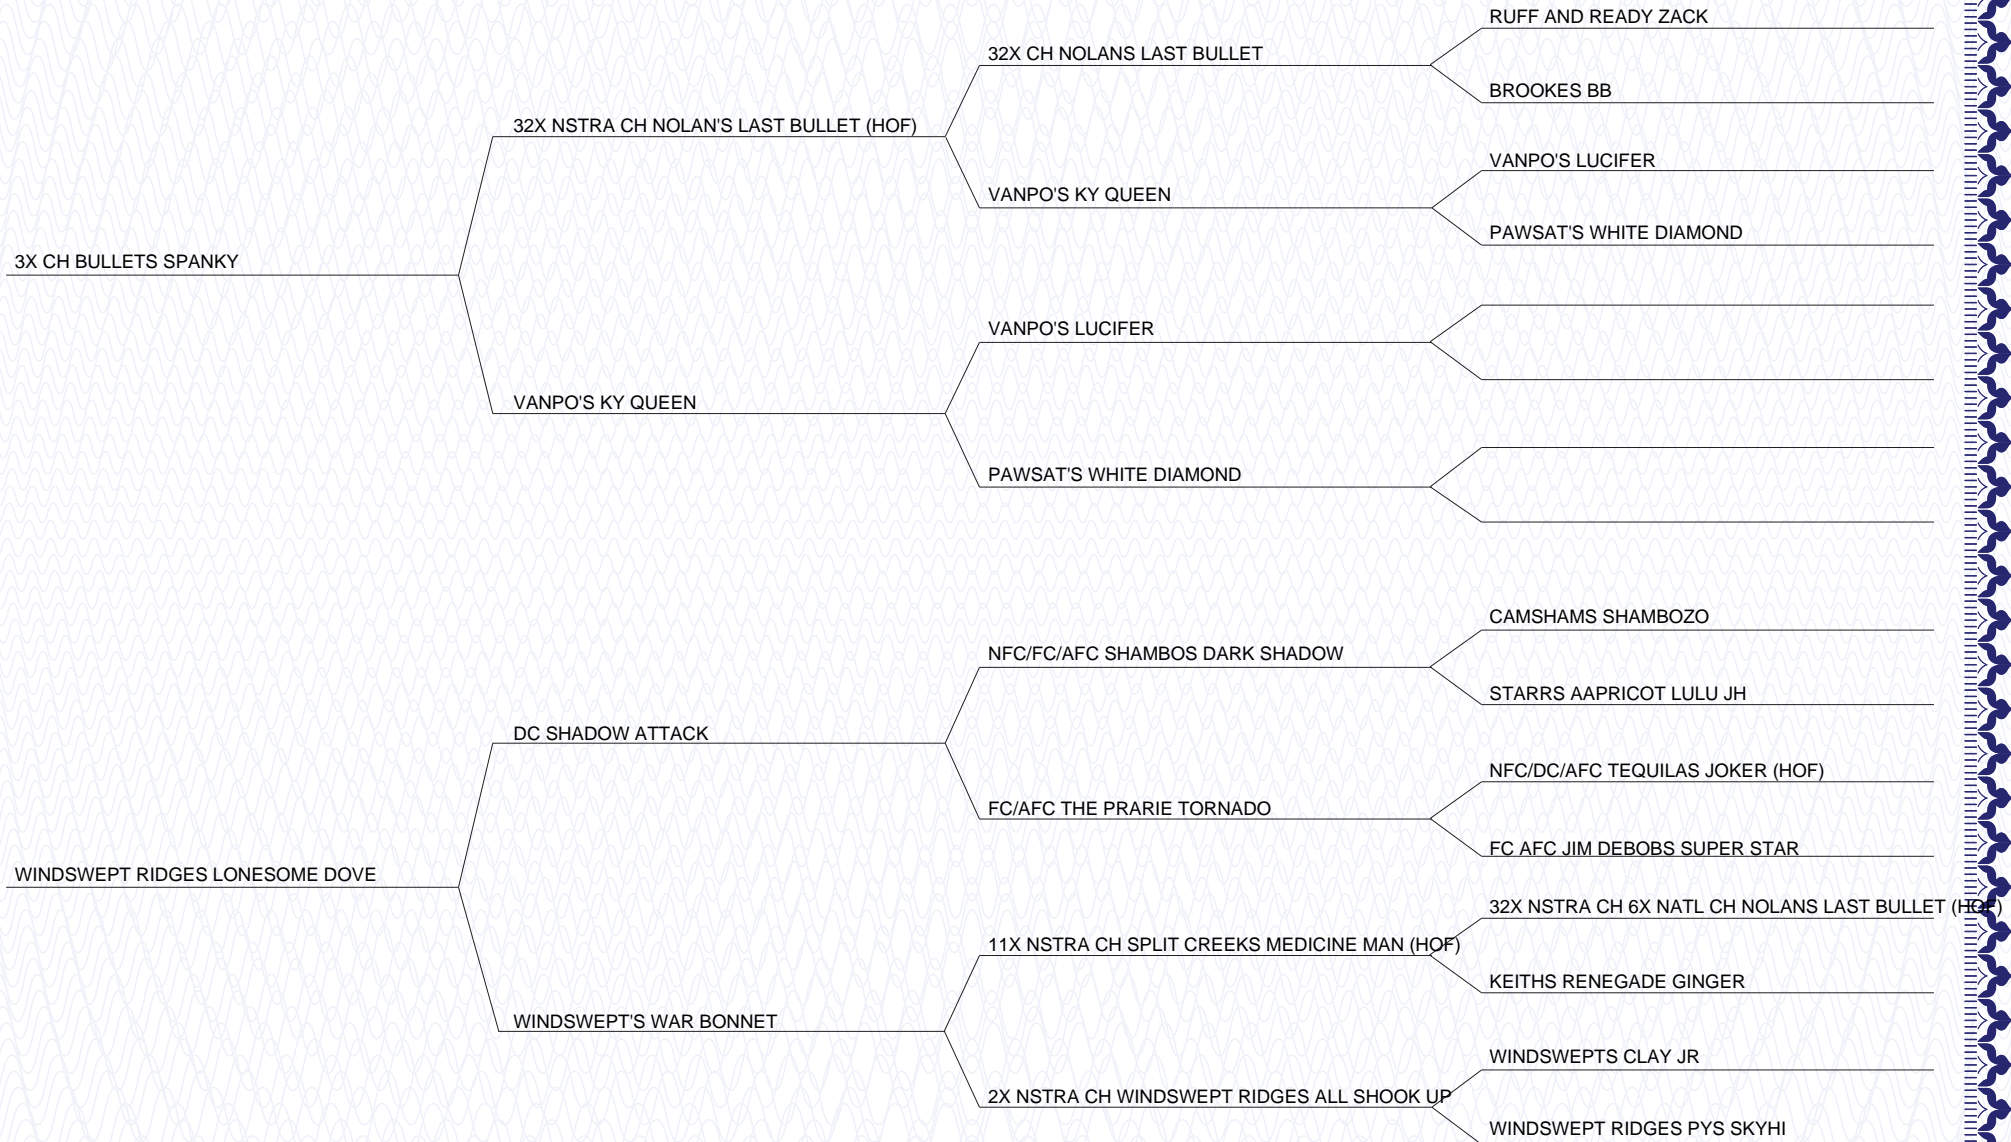 RUFF AND READY ZACK
32X CH NOLANS LAST BULLET
BROOKES BB
32X NSTRA CH NOLAN'S LAST BULLET (HOF)
VANPO'S LUCIFER
VANPO'S KY QUEEN
PAWSAT'S WHITE DIAMOND
3X CH BULLETS SPANKY
VANPO'S LUCIFER
VANPO'S KY QUEEN
PAWSAT'S WHITE DIAMOND
CAMSHAMS SHAMBOZO
NFC/FC/AFC SHAMBOS DARK SHADOW
STARRS AAPRICOT LULU JH
DC SHADOW ATTACK
NFC/DC/AFC TEQUILAS JOKER (HOF)
FC/AFC THE PRARIE TORNADO
FC AFC JIM DEBOBS SUPER STAR
WINDSWEPT RIDGES LONESOME DOVE
32X NSTRA CH 6X NATL CH NOLANS LAST BULLET (HOF)
11X NSTRA CH SPLIT CREEKS MEDICINE MAN (HOF)
KEITHS RENEGADE GINGER
WINDSWEPT'S WAR BONNET
WINDSWEPTS CLAY JR
2X NSTRA CH WINDSWEPT RIDGES ALL SHOOK UP
WINDSWEPT RIDGES PYS SKYHI